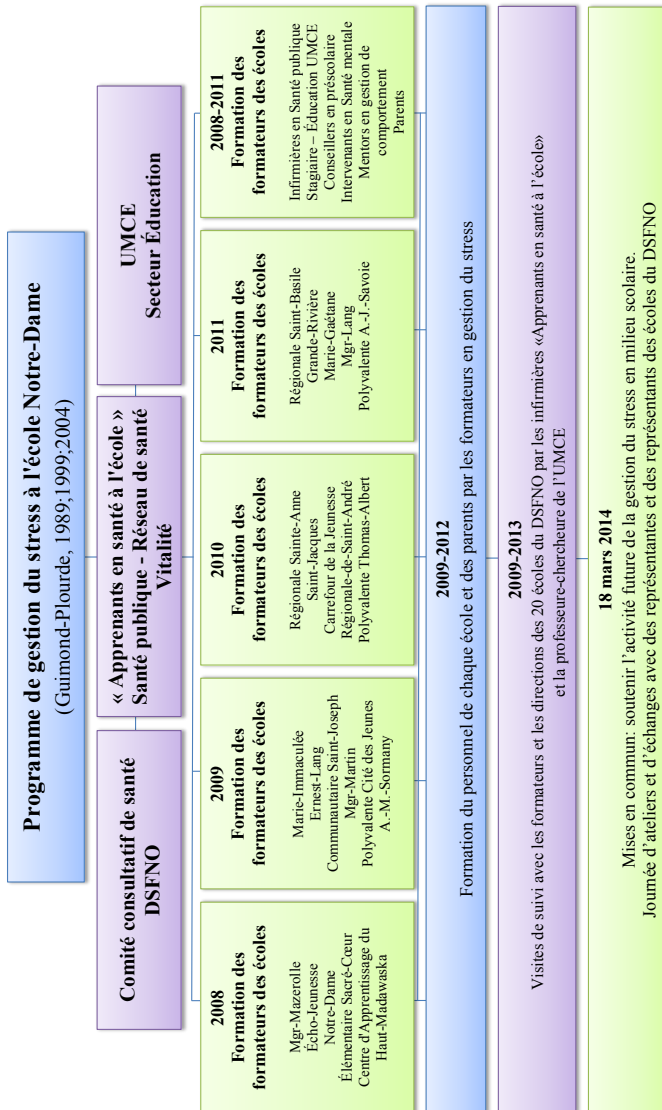 Programme de gestion du stress à l'école Notre-Dame
(Guimond-Plourde, 1989;1999;2004)
Comité consultatif de santé
DSFNO
« Apprenants en santé à l'école »
Santé publique - Réseau de santé
Vitalité
UMCE
Secteur Éducation
2008
Formation des
formateurs des écoles
Mgr-Mazerolle
Écho-Jeunesse
Notre-Dame
Élémentaire Sacré-Cœur
Centre d'Apprentissage du
Haut-Madawaska
2009
Formation des
formateurs des écoles
Marie-Immaculée
Ernest-Lang
Communautaire Saint-Joseph
Mgr-Martin
Polyvalente Cité des Jeunes
A.-M.-Sormany
2010
Formation des
formateurs des écoles
Régionale Sainte-Anne
Saint-Jacques
Carrefour de la Jeunesse
Régionale-de-Saint-André
Polyvalente Thomas-Albert
2011
Formation des
formateurs des écoles
Régionale Saint-Basile
Grande-Rivière
Marie-Gaétane
Mgr-Lang
Polyvalente A.-J.-Savoie
2008-2011
Formation des
formateurs des écoles
Infirmières en Santé publique
Stagiaire – Éducation UMCE
Conseillers en préscolaire
Intervenants en Santé mentale
Mentors en gestion de
comportement
Parents
2009-2012
Formation du personnel de chaque école et des parents par les formateurs en gestion du stress
2009-2013
Visites de suivi avec les formateurs et les directions des 20 écoles du DSFNO par les infirmières «Apprenants en santé à l'école»
et la professeure-chercheure de l'UMCE
18 mars 2014
Mises en commun: soutenir l'activité future de la gestion du stress en milieu scolaire.
Journée d'ateliers et d'échanges avec des représentantes et des représentants des écoles du DSFNO